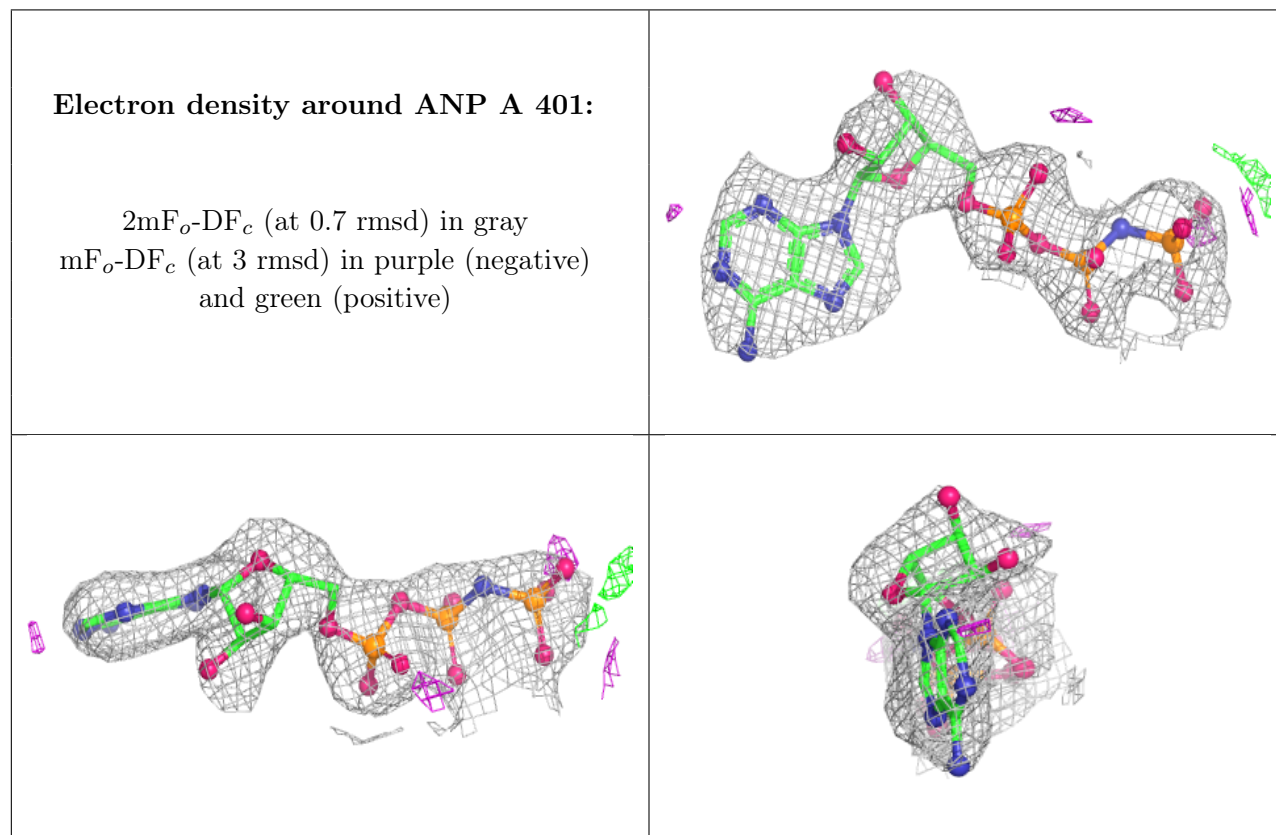 Electron density around ANP A 401:
2mFo-DFc (at 0.7 rmsd) in gray
mFo-DFc (at 3 rmsd) in purple (negative)
and green (positive)